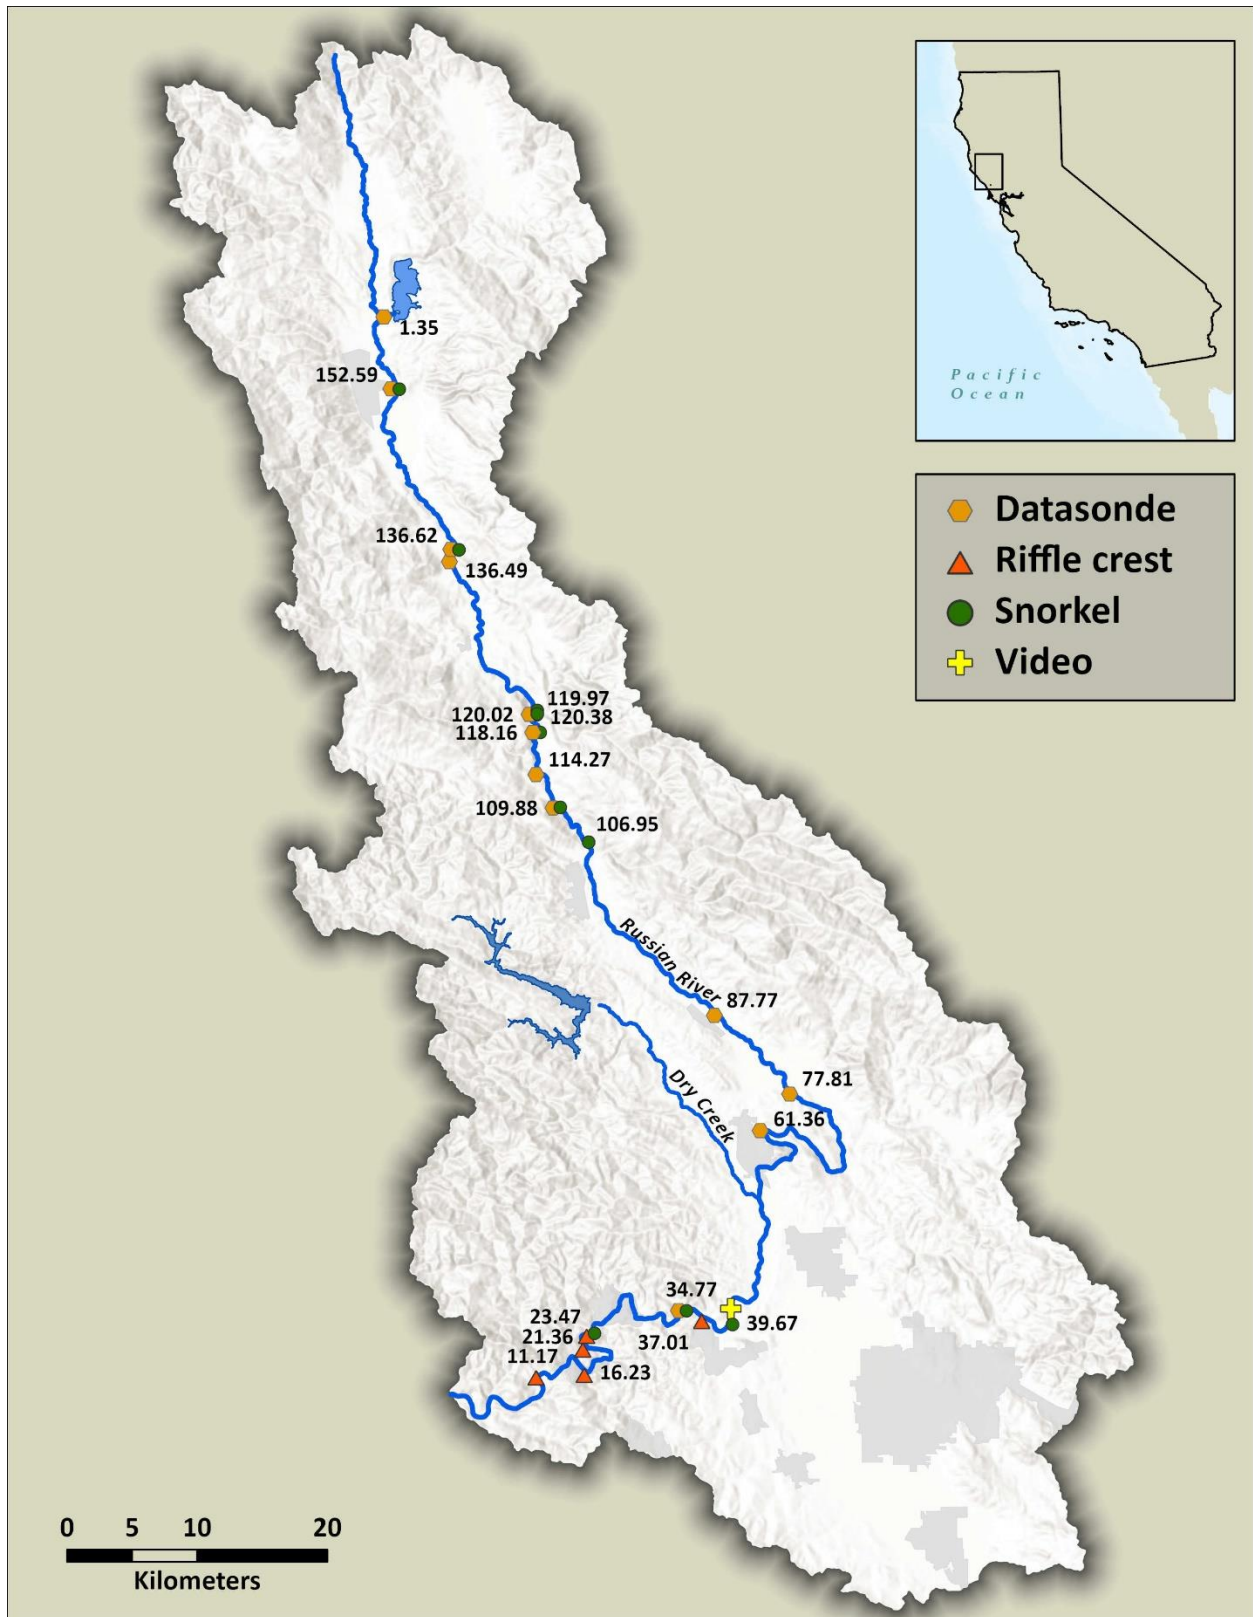 Pacific
Ocean
Datasonde
Riffle crest
Snorkel
Video
1.35
152.59
136.62
136.49
119.97
120.02
120.38
118.16
114.27
109.88
106.95
Russian River
87.77
Dry Creek
77.81
61.36
34.77
23.47
39.67
21.36
37.01
11.17
16.23
0 5 10 20
Kilometers